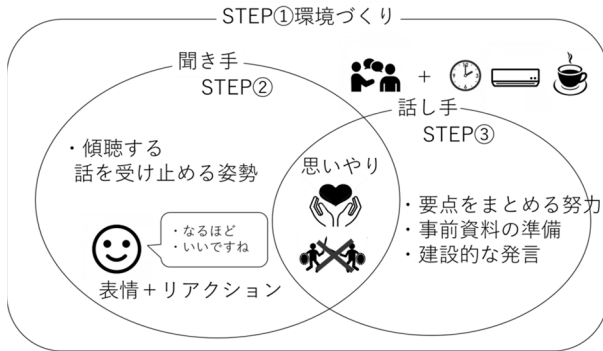 STEP①環境づくり
聞き手
STEP②
+
話し手
STEP③
・傾聴する
話を受け止める姿勢
思いやり
・なるほど
・いいですね
表情＋リアクション
・要点をまとめる努力
・事前資料の準備
・建設的な発言